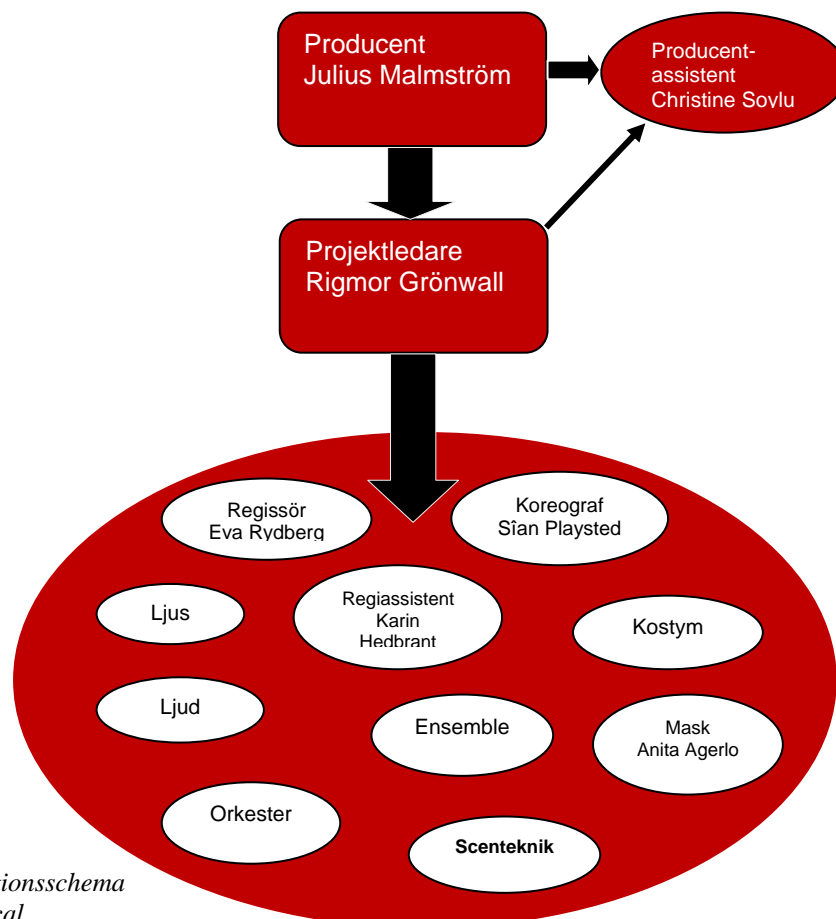 Producent
Julius Malmström
Producent-
assistent
Christine Soylu
Projektledare
Rigmor Grönwall
Regissör
Eva Rydberg
Koreograf
Sîan Playsted
Ljus
Regiassistent
Karin
Hedbrant
Kostym
Ljud
Ensemble
Mask
Anita Agerlo
Orkester
Scenteknik
tionsschema